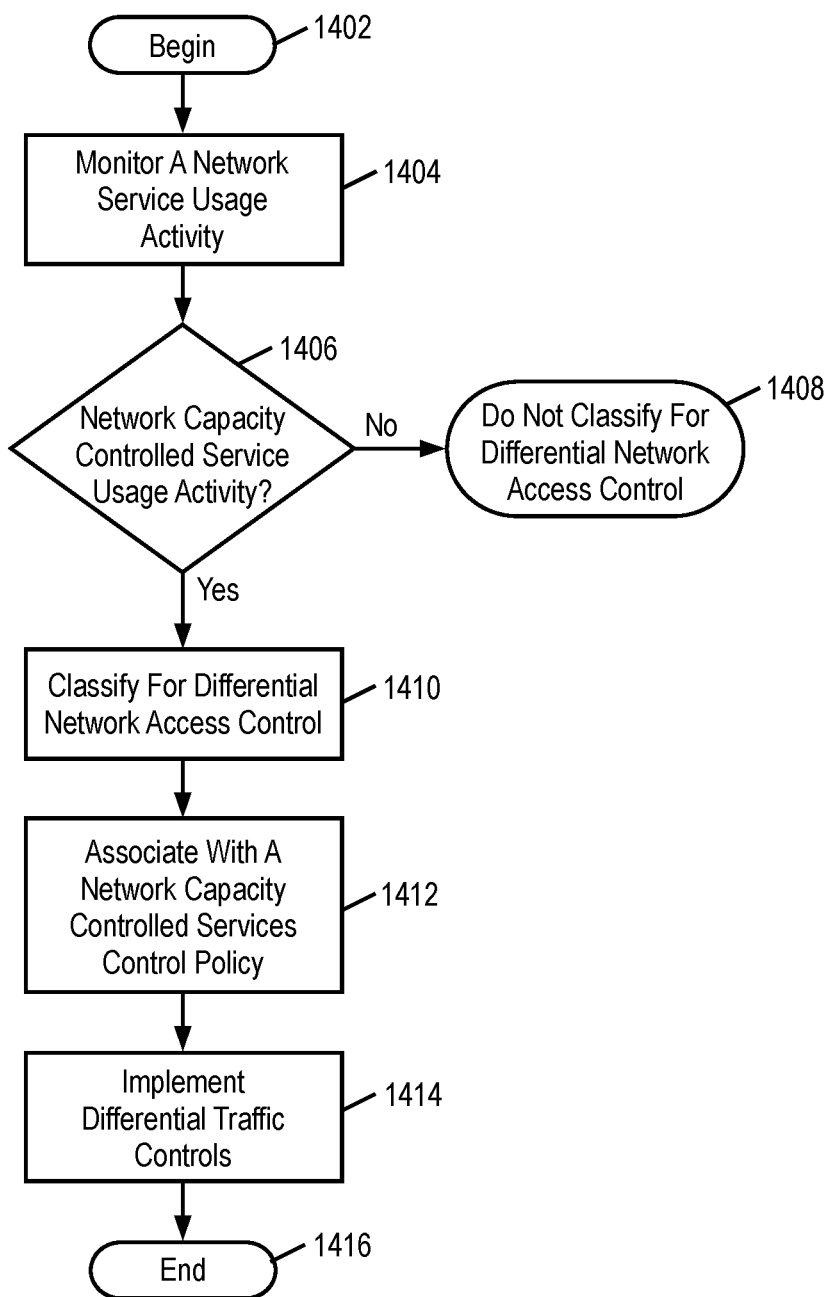 Begin
1402
Monitor A Network
Service Usage
Activity
1404
1406
Network Capacity
Controlled Service
Usage Activity?
No
Do Not Classify For
Differential Network
Access Control
1408
Yes
Classify For Differential
Network Access Control
1410
Associate With A
Network Capacity
Controlled Services
Control Policy
1412
Implement
Differential Traffic
Controls
1414
End
1416